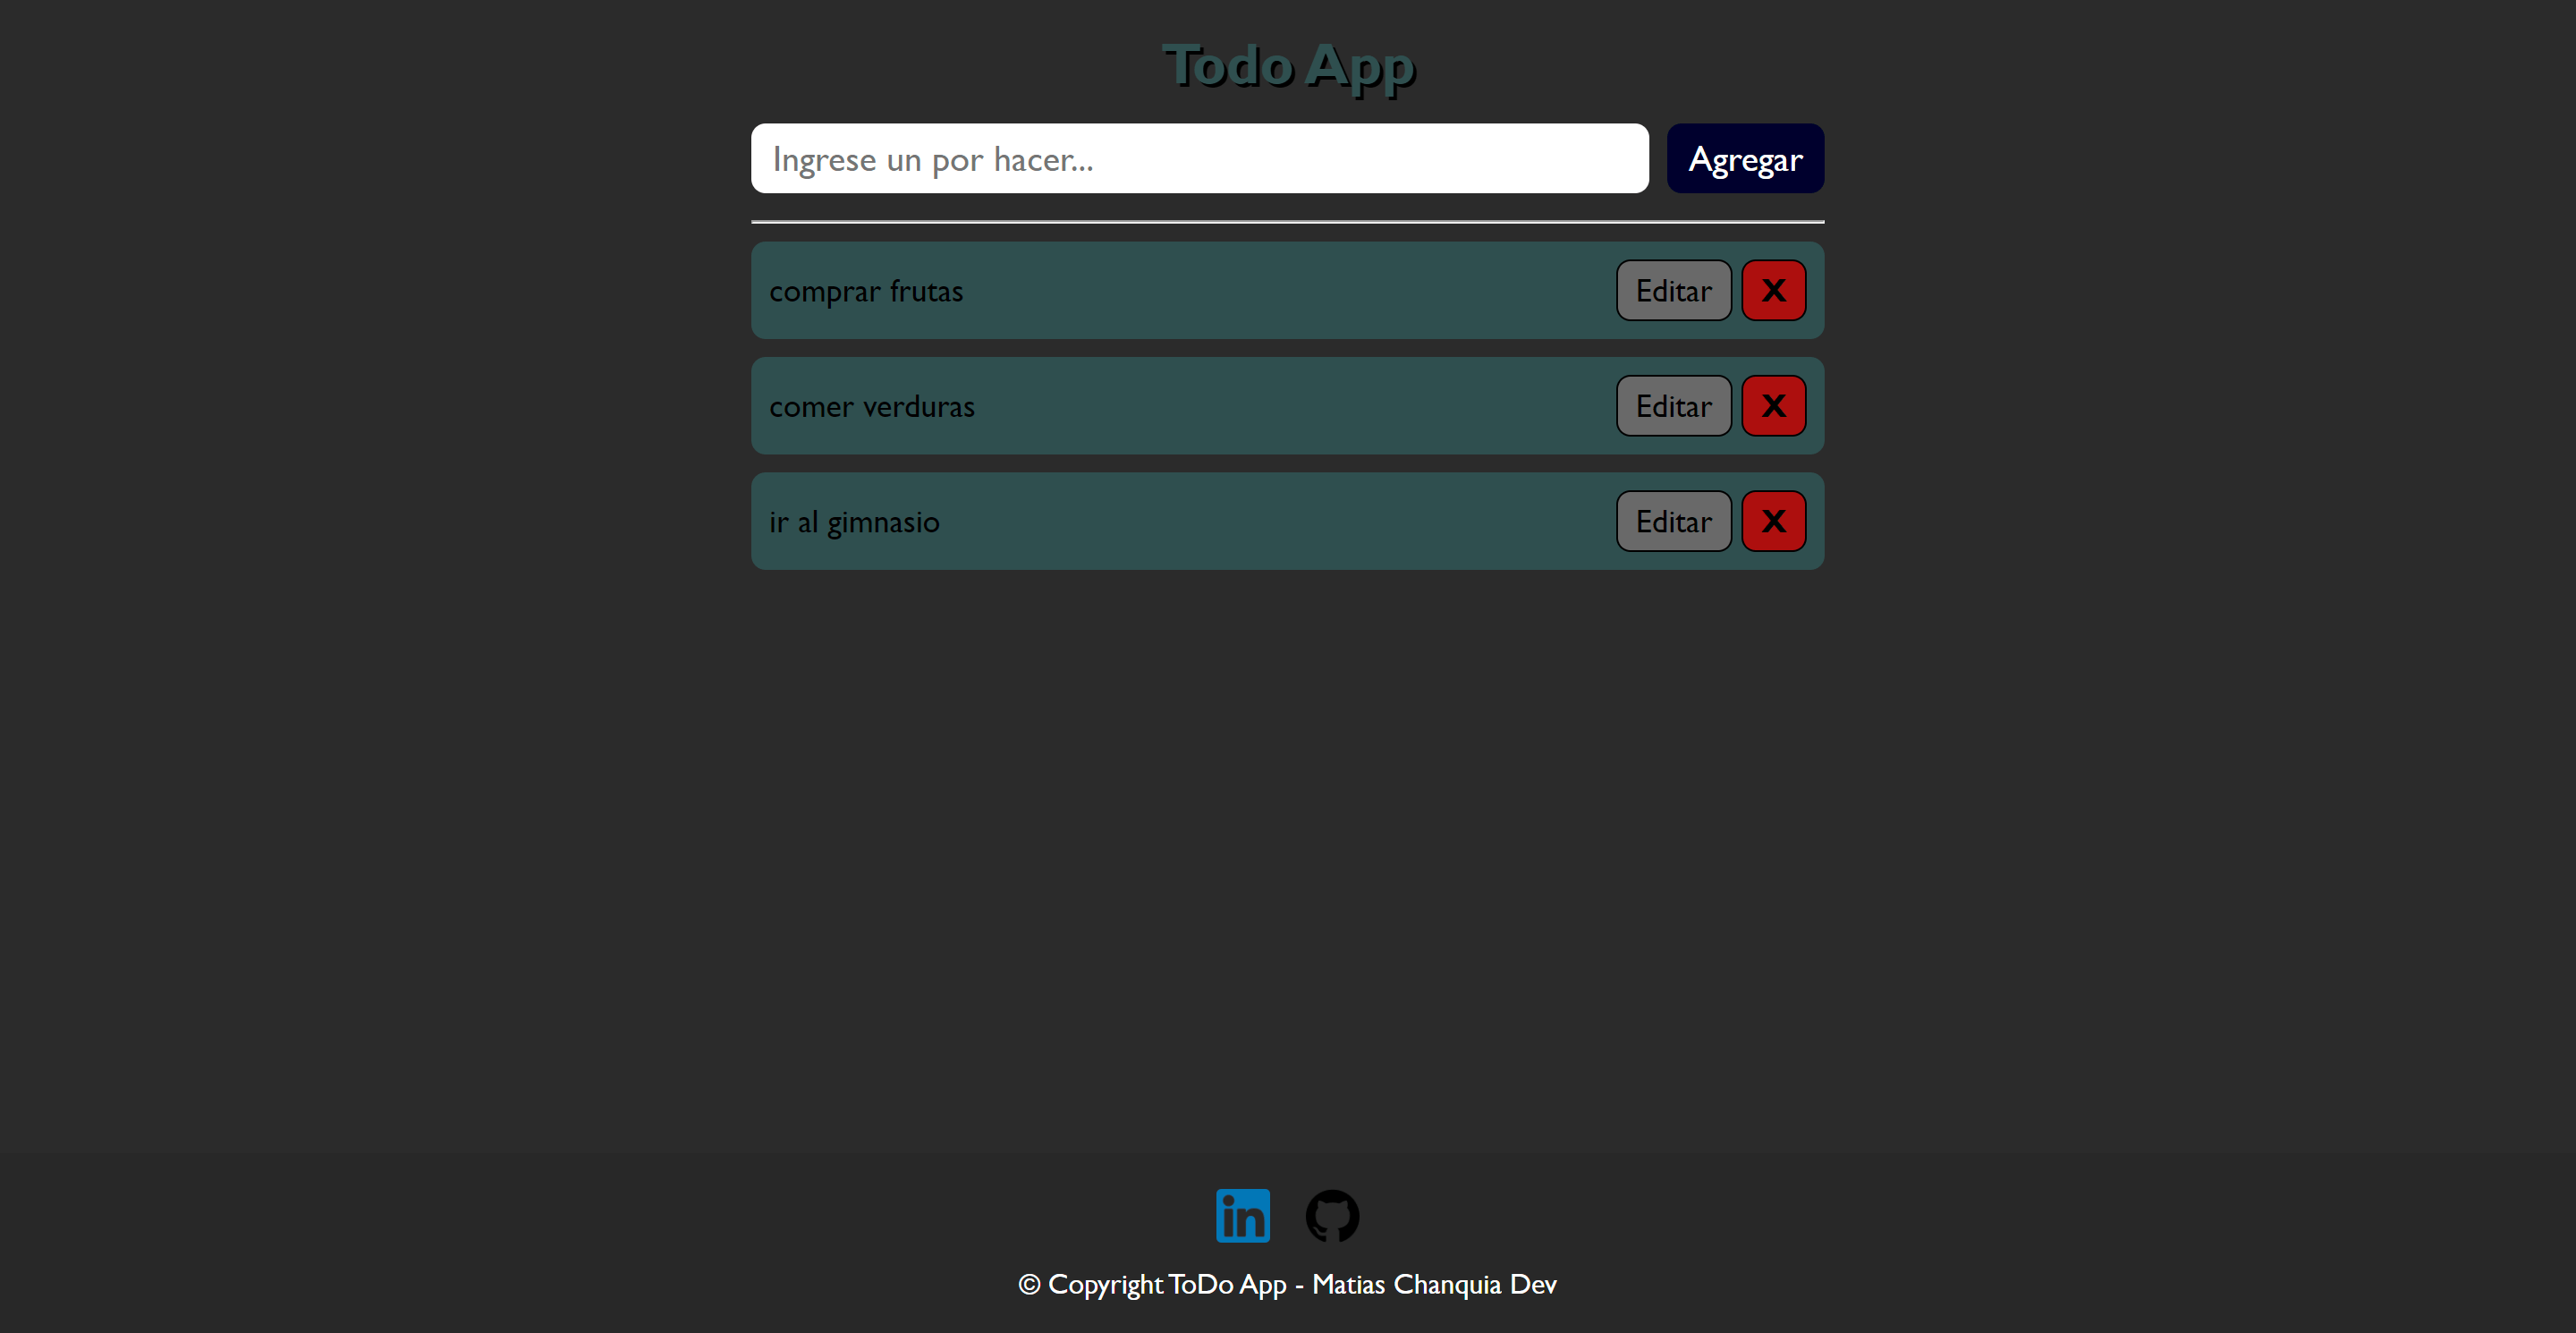 Todo App
Ingrese un por hacer...
Agregar
comprar frutas
Editar
X
comer verduras
Editar
X
ir al gimnasio
Editar
X
in
© Copyright ToDo App - Matias Chanquia Dev